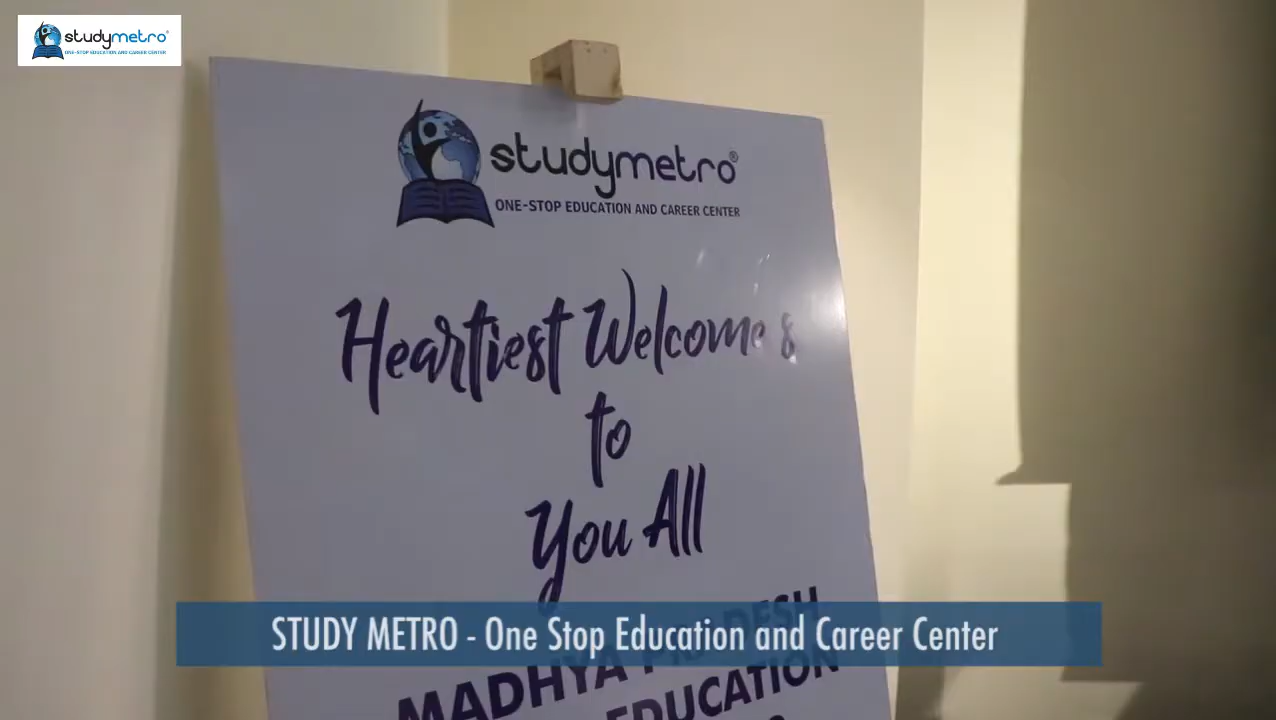 studymetro®
ONE-STOP EDUCATION AND CAREER CENTER
studymetro®
ONE-STOP EDUCATION AND CAREER CENTER
Heartiest Welcome's
to
You All
MADHYA PRADESH
EDUCATION
STUDY METRO - One Stop Education and Career Center